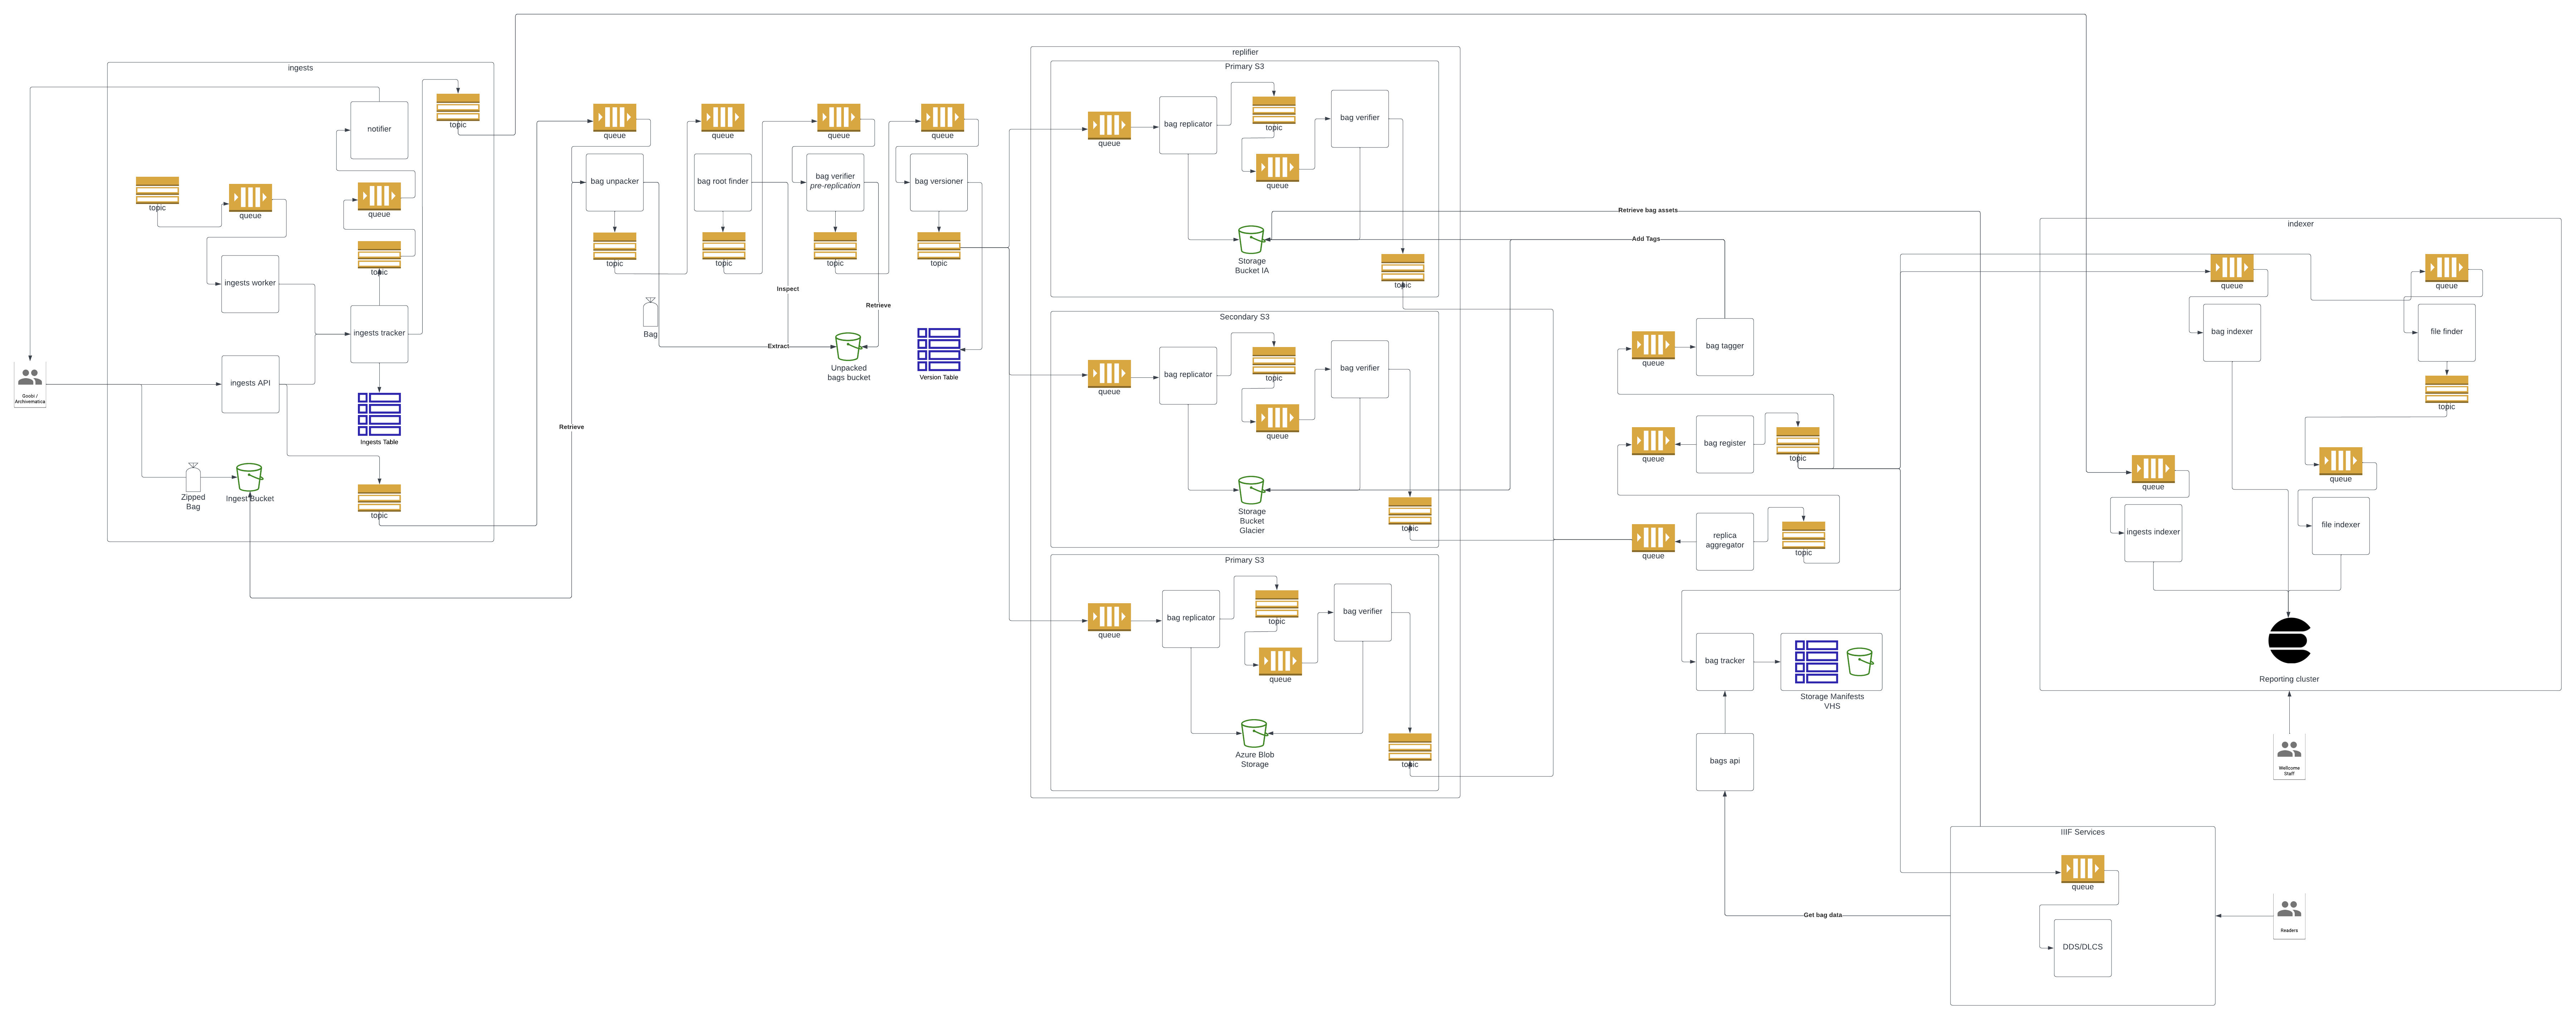 ingests
notifier
topic
topic
queue
queue
topic
ingests worker
ingests tracker
ingests API
Ingests Table
Goobi /
Archivematica
Zipped
Bag
Ingest Bucket
topic
queue
queue
queue
queue
bag unpacker
bag root finder
bag verifier
pre-replication
bag versioner
topic
topic
topic
topic
Inspect
Retrieve
Bag
Extract
Unpacked
bags bucket
Version Table
Retrieve
replifier
Primary S3
queue
bag replicator
topic
bag verifier
queue
Storage
Bucket IA
topic
Secondary S3
queue
bag replicator
topic
bag verifier
queue
Storage
Bucket
Glacier
topic
Primary S3
queue
bag replicator
topic
bag verifier
queue
Azure Blob
Storage
topic
Retrieve bag assets
Add Tags
queue
bag tagger
queue
bag register
topic
queue
replica
aggregator
topic
bag tracker
Storage Manifests
VHS
bags api
Get bag data
indexer
queue
queue
bag indexer
file finder
topic
queue
queue
ingests indexer
file indexer
Reporting cluster
Wellcome
Staff
IIIF Services
queue
DDS/DLCS
Readers